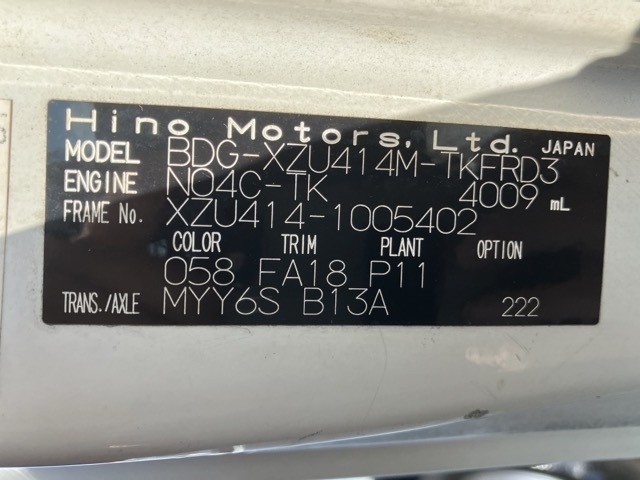 Hino Motors, Ltd. JAPAN
MODEL BDG-XZU414M-TKFRD3
ENGINE N04C-TK 4009 mL
FRAME No. XZU414-1005402
COLOR TRIM PLANT OPTION
058 FA18 P11
TRANS./AXLE MYY6S B13A 222